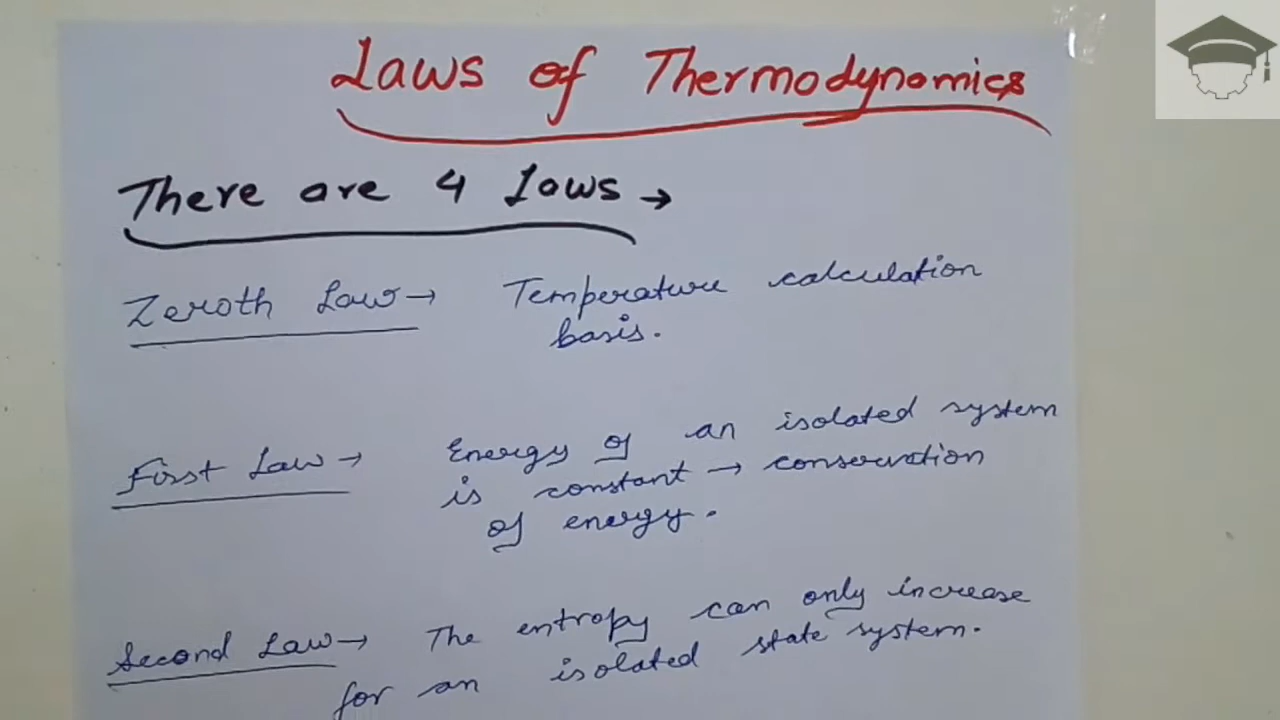 Laws of Thermodynamics
There are 4 Laws →
Zeroth Law → Temperature calculation
basis.
First Law → Energy of an isolated system
is constant → conservation
of energy.
Second Law → The entropy can only increase
for an isolated state system.